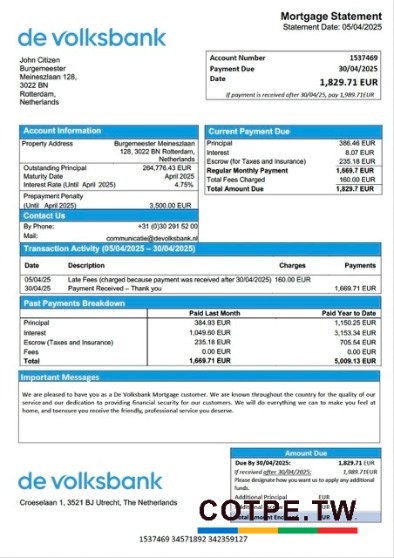 de volksbank
Mortgage Statement
Statement Date: 05/04/2025
John Citizen
Burgemeester
Meineszlaan 128,
3022 BN
Rotterdam,
Netherlands
Account Number 1537469
Payment Due 30/04/2025
Date 1,829.71 EUR
If payment is received after 30/04/25, pay 1,989.71EUR
Account Information
Property Address Burgemeester Meineszlaan
128, 3022 BN Rotterdam,
Netherlands
Outstanding Principal 264,776.43 EUR
Maturity Date April 2025
Interest Rate (Until April 2025) 4.75%
Prepayment Penalty
(Until April 2025) 3,500.00 EUR
Contact Us
By Phone: +31 (0)30 291 52 00
Mail: communicatie@devolksbank.nl
Current Payment Due
Principal 386.46 EUR
Interest 6.07 EUR
Escrow (for Taxes and Insurance) 235.18 EUR
Regular Monthly Payment 1,669.7 EUR
Total Fees Charged 160.00 EUR
Total Amount Due 1,829.7 EUR
Transaction Activity (05/04/2025 – 30/04/2025)
Date Description Charges Payments
05/04/25 Late Fees (charged because payment was received after 30/04/2025) 160.00 EUR
30/04/25 Payment Received – Thank you 1,669.71 EUR
Past Payments Breakdown
Paid Last Month Paid Year to Date
Principal 384.93 EUR 1,150.25 EUR
Interest 1,049.60 EUR 3,153.34 EUR
Escrow (Taxes and Insurance) 235.18 EUR 705.54 EUR
Fees 0.00 EUR 0.00 EUR
Total 1,669.71 EUR 5,009.13 EUR
Important Messages
We are pleased to have you as a De Volksbank Mortgage customer. We are known throughout the country for the quality of our
service and our dedication to providing financial security for our customers. We will do everything we can to make you feel at
home, and toensure you receive the friendly, professional service you deserve.
de volksbank
Croeselaan 1, 3521 BJ Utrecht, The Netherlands
Amount Due
Due By 30/04/2025: 1,829.71 EUR
If received after 30/04/2025: 1,989.71EUR
Please designate how you want us to apply any additional
funds.
Additional Principal EUR
EUR
Total Amount Enclosed EUR
COTPE.TW
1537469 34571892 342359127